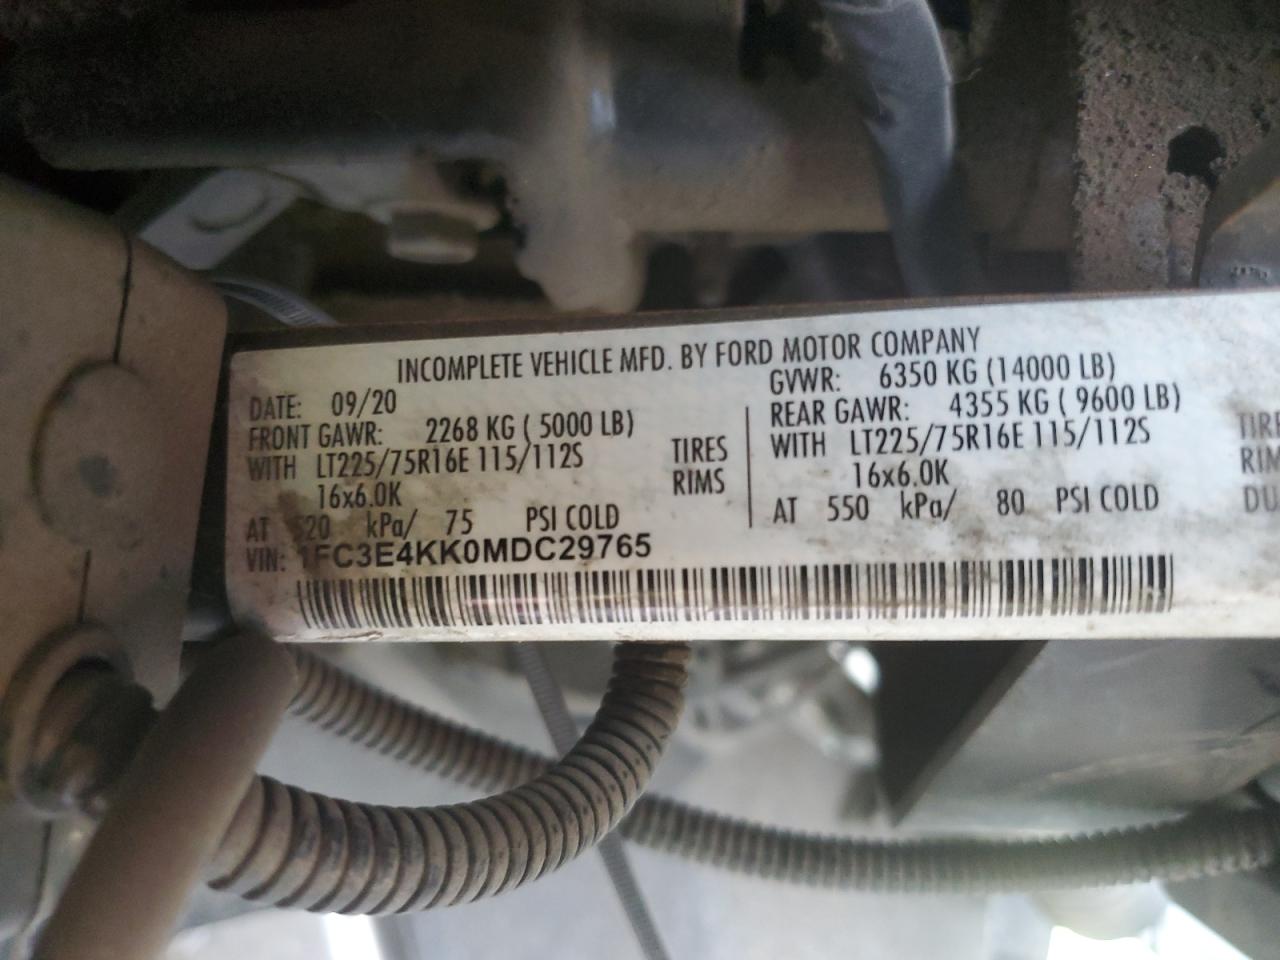 INCOMPLETE VEHICLE MFD. BY FORD MOTOR COMPANY
DATE: 09/20
GVWR: 6350 KG (14000 LB)
FRONT GAWR: 2268 KG ( 5000 LB)
REAR GAWR: 4355 KG ( 9600 LB)
WITH LT225/75R16E 115/112S TIRES
WITH LT225/75R16E 115/112S
16x6.0K RIMS
16x6.0K
AT 520 kPa/ 75 PSI COLD
AT 550 kPa/ 80 PSI COLD
VIN: 1FC3E4KK0MDC29765